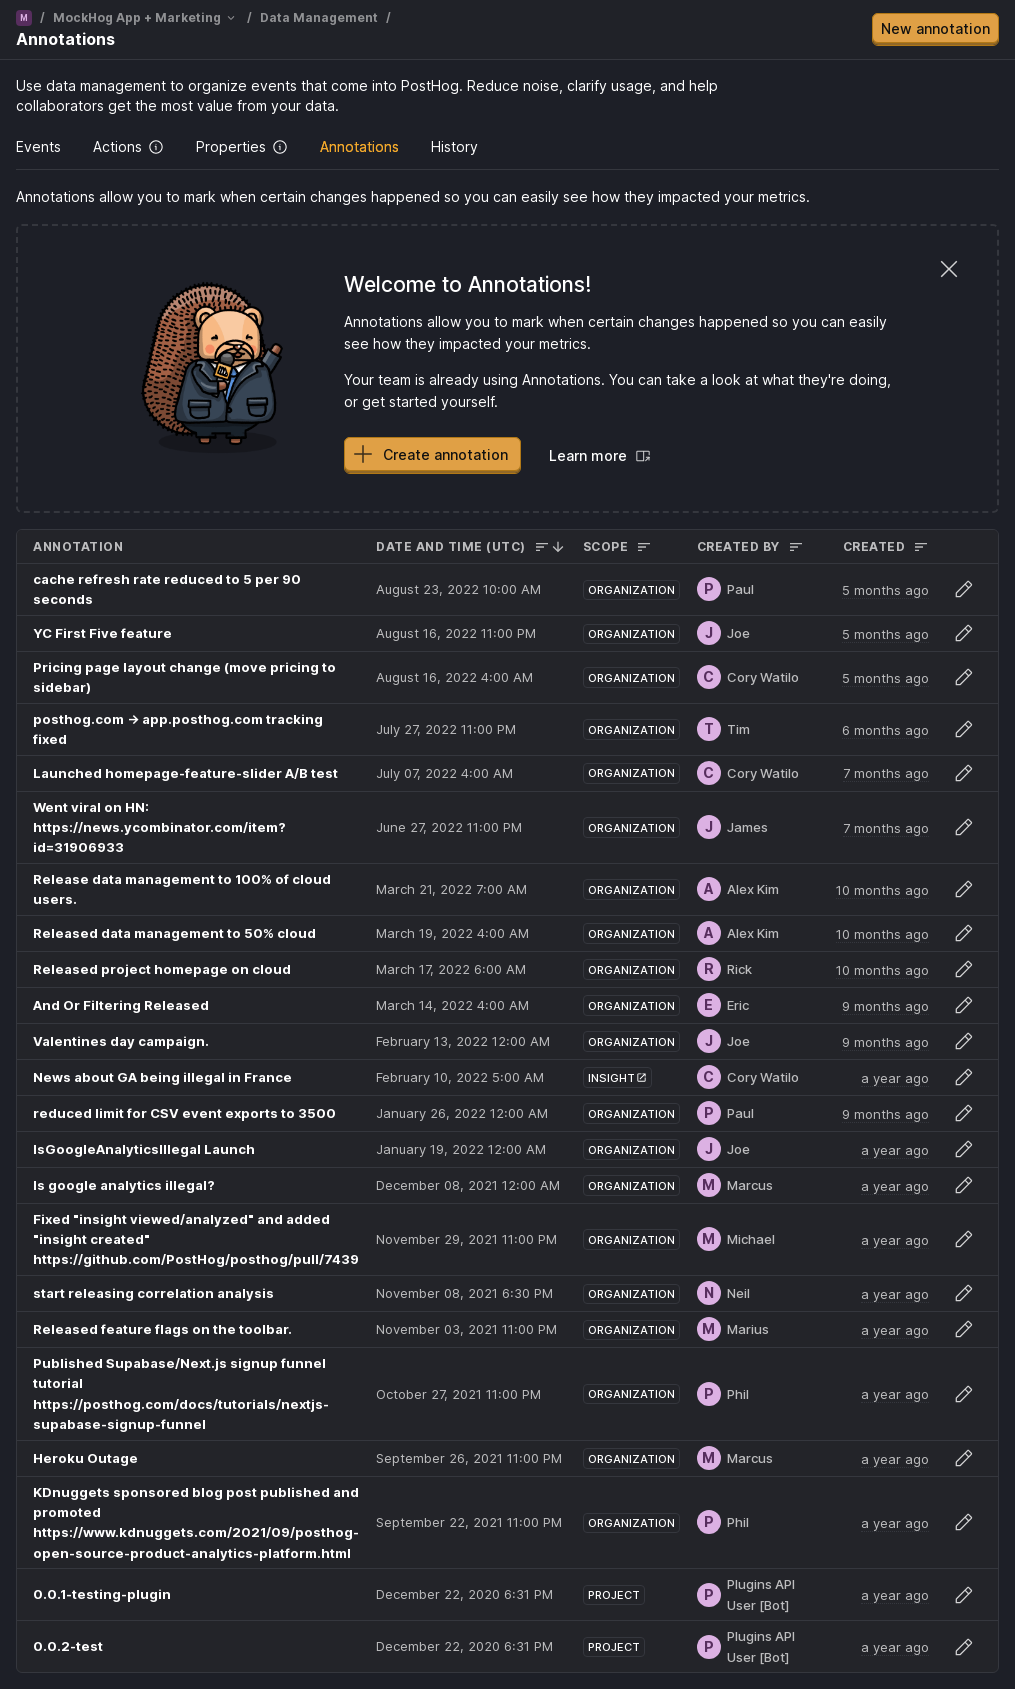 M / MockHog App + Marketing / Data Management /
Annotations
New annotation
Use data management to organize events that come into PostHog. Reduce noise, clarify usage, and help
collaborators get the most value from your data.
Events Actions Properties Annotations History
Annotations allow you to mark when certain changes happened so you can easily see how they impacted your metrics.
Welcome to Annotations!
Annotations allow you to mark when certain changes happened so you can easily
see how they impacted your metrics.
Your team is already using Annotations. You can take a look at what they're doing,
or get started yourself.
Create annotation Learn more
ANNOTATION DATE AND TIME (UTC) SCOPE CREATED BY CREATED
cache refresh rate reduced to 5 per 90
seconds
August 23, 2022 10:00 AM ORGANIZATION P Paul 5 months ago
YC First Five feature August 16, 2022 11:00 PM ORGANIZATION J Joe 5 months ago
Pricing page layout change (move pricing to
sidebar)
August 16, 2022 4:00 AM ORGANIZATION C Cory Watilo 5 months ago
posthog.com → app.posthog.com tracking
fixed
July 27, 2022 11:00 PM ORGANIZATION T Tim 6 months ago
Launched homepage-feature-slider A/B test July 07, 2022 4:00 AM ORGANIZATION C Cory Watilo 7 months ago
Went viral on HN:
https://news.ycombinator.com/item?
id=31906933
June 27, 2022 11:00 PM ORGANIZATION J James 7 months ago
Release data management to 100% of cloud
users.
March 21, 2022 7:00 AM ORGANIZATION A Alex Kim 10 months ago
Released data management to 50% cloud March 19, 2022 4:00 AM ORGANIZATION A Alex Kim 10 months ago
Released project homepage on cloud March 17, 2022 6:00 AM ORGANIZATION R Rick 10 months ago
And Or Filtering Released March 14, 2022 4:00 AM ORGANIZATION E Eric 9 months ago
Valentines day campaign. February 13, 2022 12:00 AM ORGANIZATION J Joe 9 months ago
News about GA being illegal in France February 10, 2022 5:00 AM INSIGHT C Cory Watilo a year ago
reduced limit for CSV event exports to 3500 January 26, 2022 12:00 AM ORGANIZATION P Paul 9 months ago
IsGoogleAnalyticsIllegal Launch January 19, 2022 12:00 AM ORGANIZATION J Joe a year ago
Is google analytics illegal? December 08, 2021 12:00 AM ORGANIZATION M Marcus a year ago
Fixed "insight viewed/analyzed" and added
"insight created"
https://github.com/PostHog/posthog/pull/7439
November 29, 2021 11:00 PM ORGANIZATION M Michael a year ago
start releasing correlation analysis November 08, 2021 6:30 PM ORGANIZATION N Neil a year ago
Released feature flags on the toolbar. November 03, 2021 11:00 PM ORGANIZATION M Marius a year ago
Published Supabase/Next.js signup funnel
tutorial
https://posthog.com/docs/tutorials/nextjs-
supabase-signup-funnel
October 27, 2021 11:00 PM ORGANIZATION P Phil a year ago
Heroku Outage September 26, 2021 11:00 PM ORGANIZATION M Marcus a year ago
KDnuggets sponsored blog post published and
promoted
https://www.kdnuggets.com/2021/09/posthog-
open-source-product-analytics-platform.html
September 22, 2021 11:00 PM ORGANIZATION P Phil a year ago
0.0.1-testing-plugin December 22, 2020 6:31 PM PROJECT P Plugins API
User [Bot] a year ago
0.0.2-test December 22, 2020 6:31 PM PROJECT P Plugins API
User [Bot] a year ago